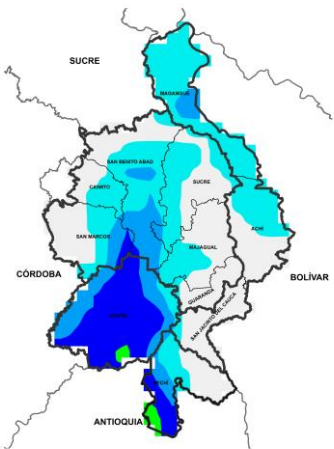 SUCRE
MAGANGUÉ
SAN BENITO ABAD
CAIMITO
SUCRE
SAN MARCOS
ACHÍ
MAJAGUAL
CÓRDOBA
BOLÍVAR
GUARANDA
SAN JACINTO DEL CAUCA
ANTIOQUIA